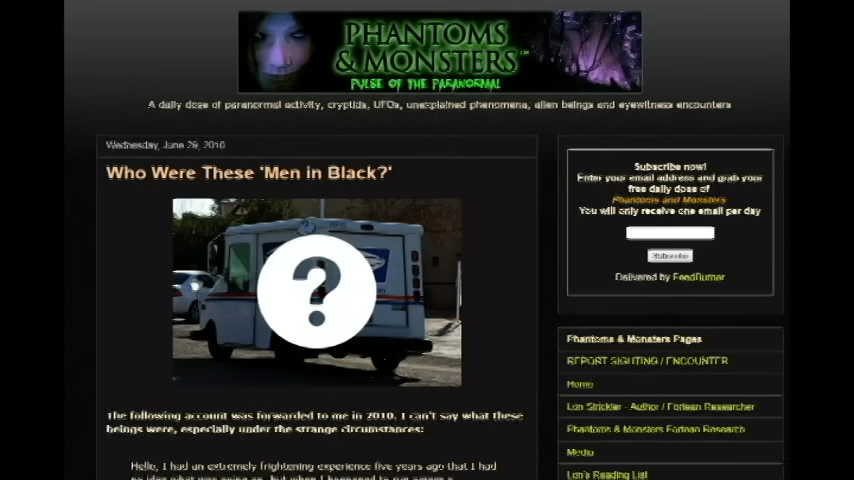 PHANTOMS
& MONSTERS™
PULSE OF THE PARANORMAL
A daily dose of paranormal activity, cryptids, UFOs, unexplained phenomena, alien beings and eyewitness encounters
Wednesday, June 29, 2016
Who Were These 'Men in Black?'
?
The following account was forwarded to me in 2010. I can't say what these
beings were, especially under the strange circumstances:
Hello, I had an extremely frightening experience five years ago that I had
Subscribe now!
Enter your email address and grab your
free daily dose of
Phantoms and Monsters
You will only receive one email per day
Subscribe
Delivered by FeedBurner
Phantoms & Monsters Pages
REPORT SIGHTING / ENCOUNTER
Home
Lon Strickler - Author / Fortean Researcher
Phantoms & Monsters Fortean Research
Media
Lon's Reading List